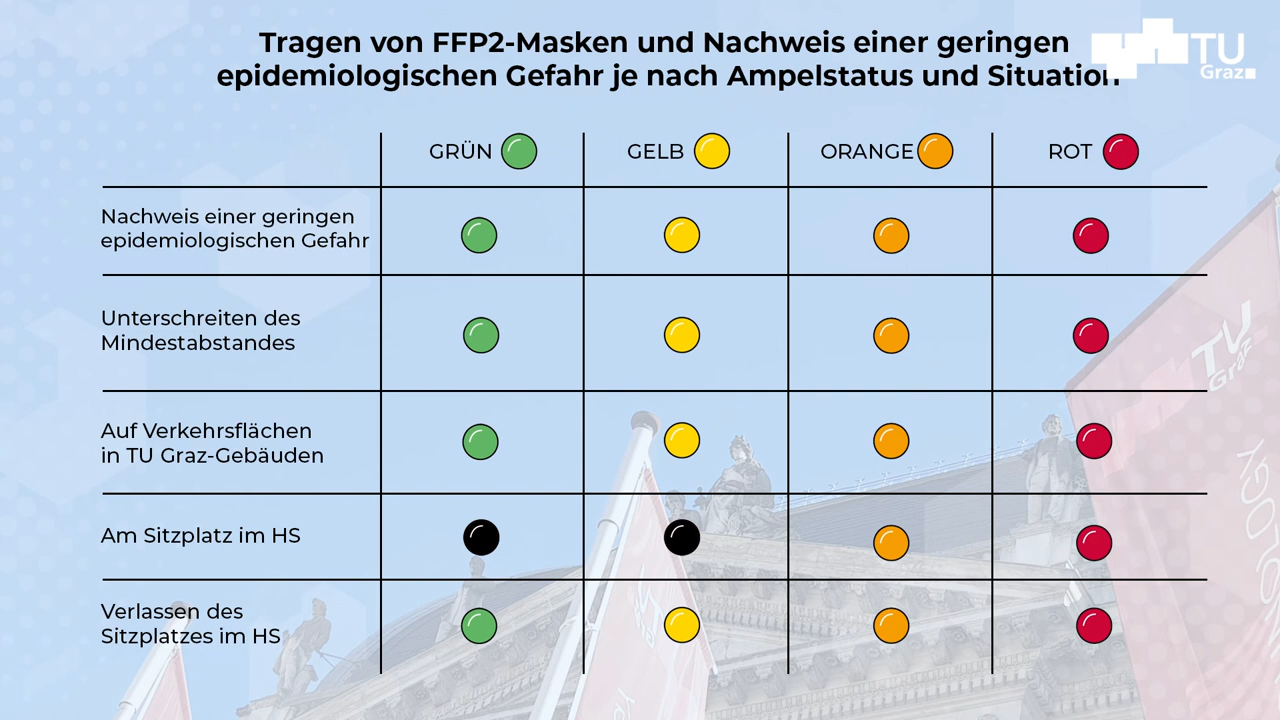 Tragen von FFP2-Masken und Nachweis einer geringen
epidemiologischen Gefahr je nach Ampelstatus und Situation
TU
Graz
GRÜN GELB ORANGE ROT
Nachweis einer geringen
epidemiologischen Gefahr
Unterschreiten des
Mindestabstandes
TU
Graz
Auf Verkehrsflächen
in TU Graz-Gebäuden
Am Sitzplatz im HS
Verlassen des
Sitzplatzes im HS